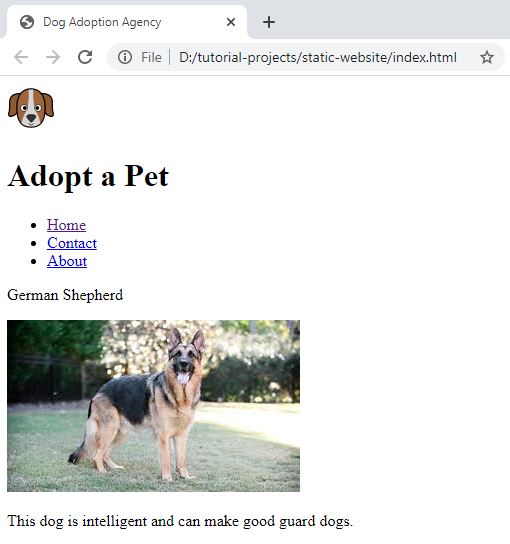 Dog Adoption Agency
File D:/tutorial-projects/static-website/index.html
Adopt a Pet
Home
Contact
About
German Shepherd
This dog is intelligent and can make good guard dogs.